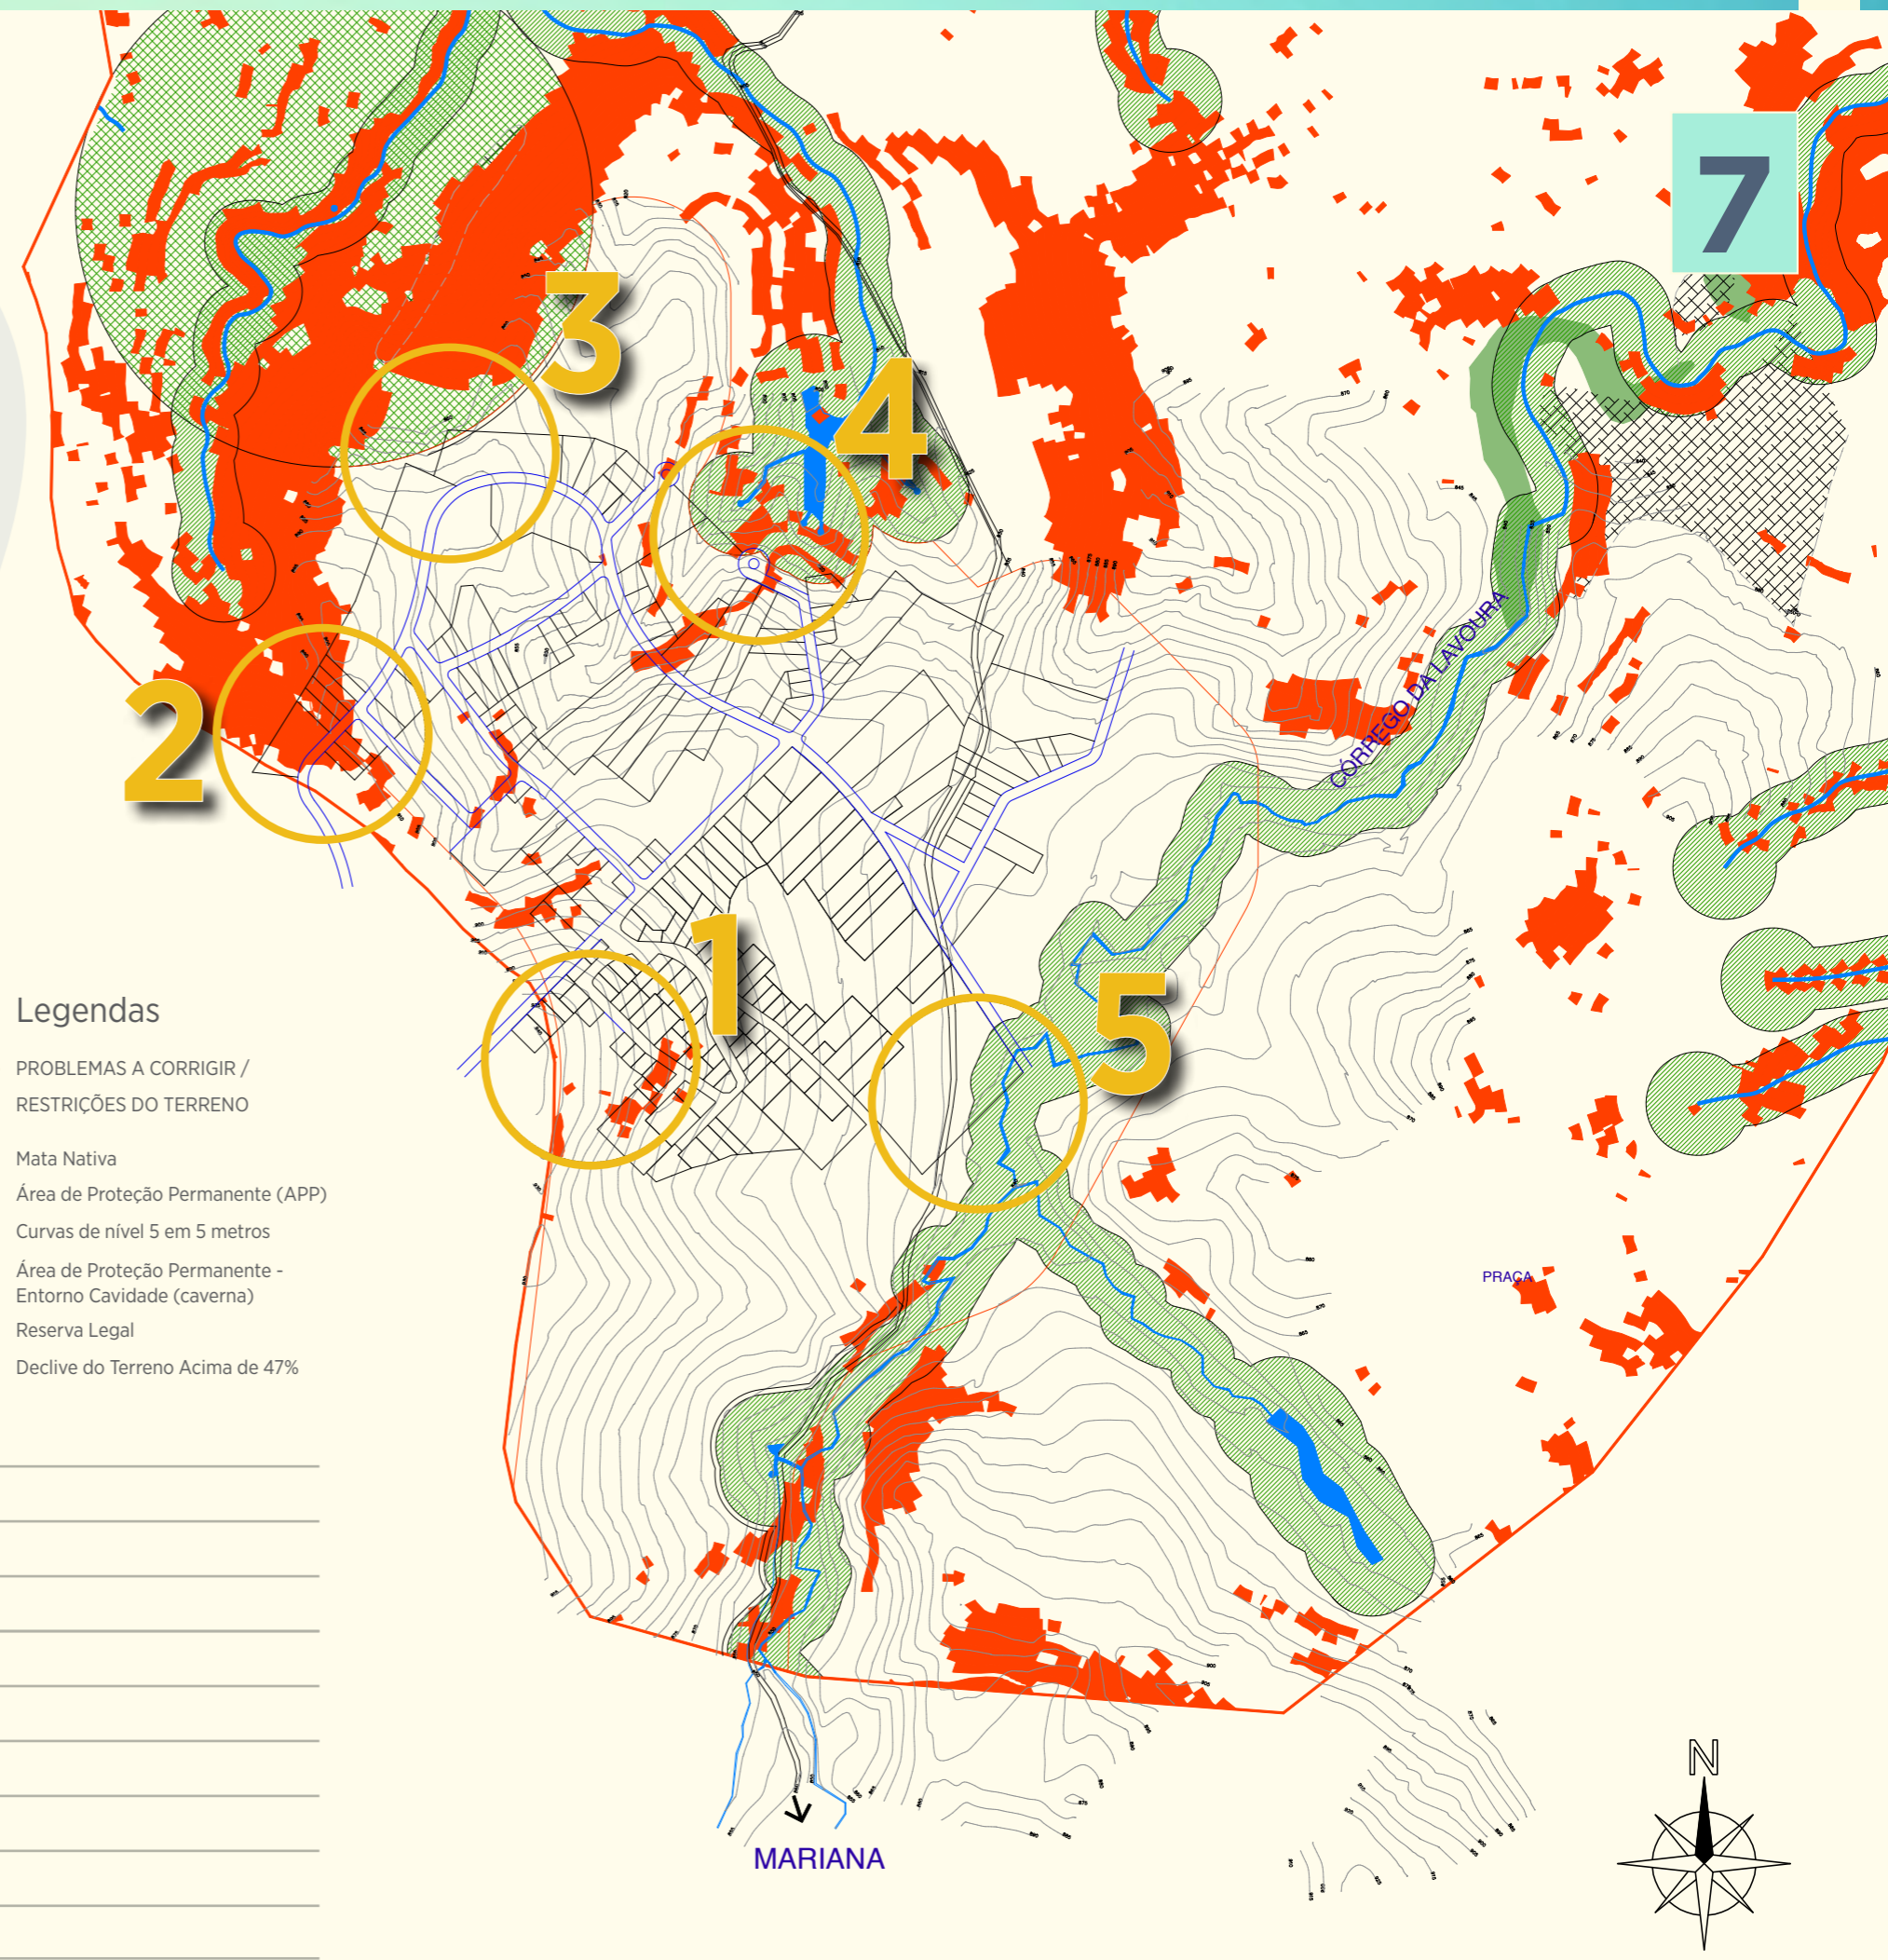 7
3
4
2
CÓRREGO DA LAVOURA
1
5
Legendas
PROBLEMAS A CORRIGIR /
RESTRIÇÕES DO TERRENO
Mata Nativa
Área de Proteção Permanente (APP)
Curvas de nível 5 em 5 metros
Área de Proteção Permanente -
Entorno Cavidade (caverna)
Reserva Legal
Declive do Terreno Acima de 47%
PRAÇA
N
MARIANA